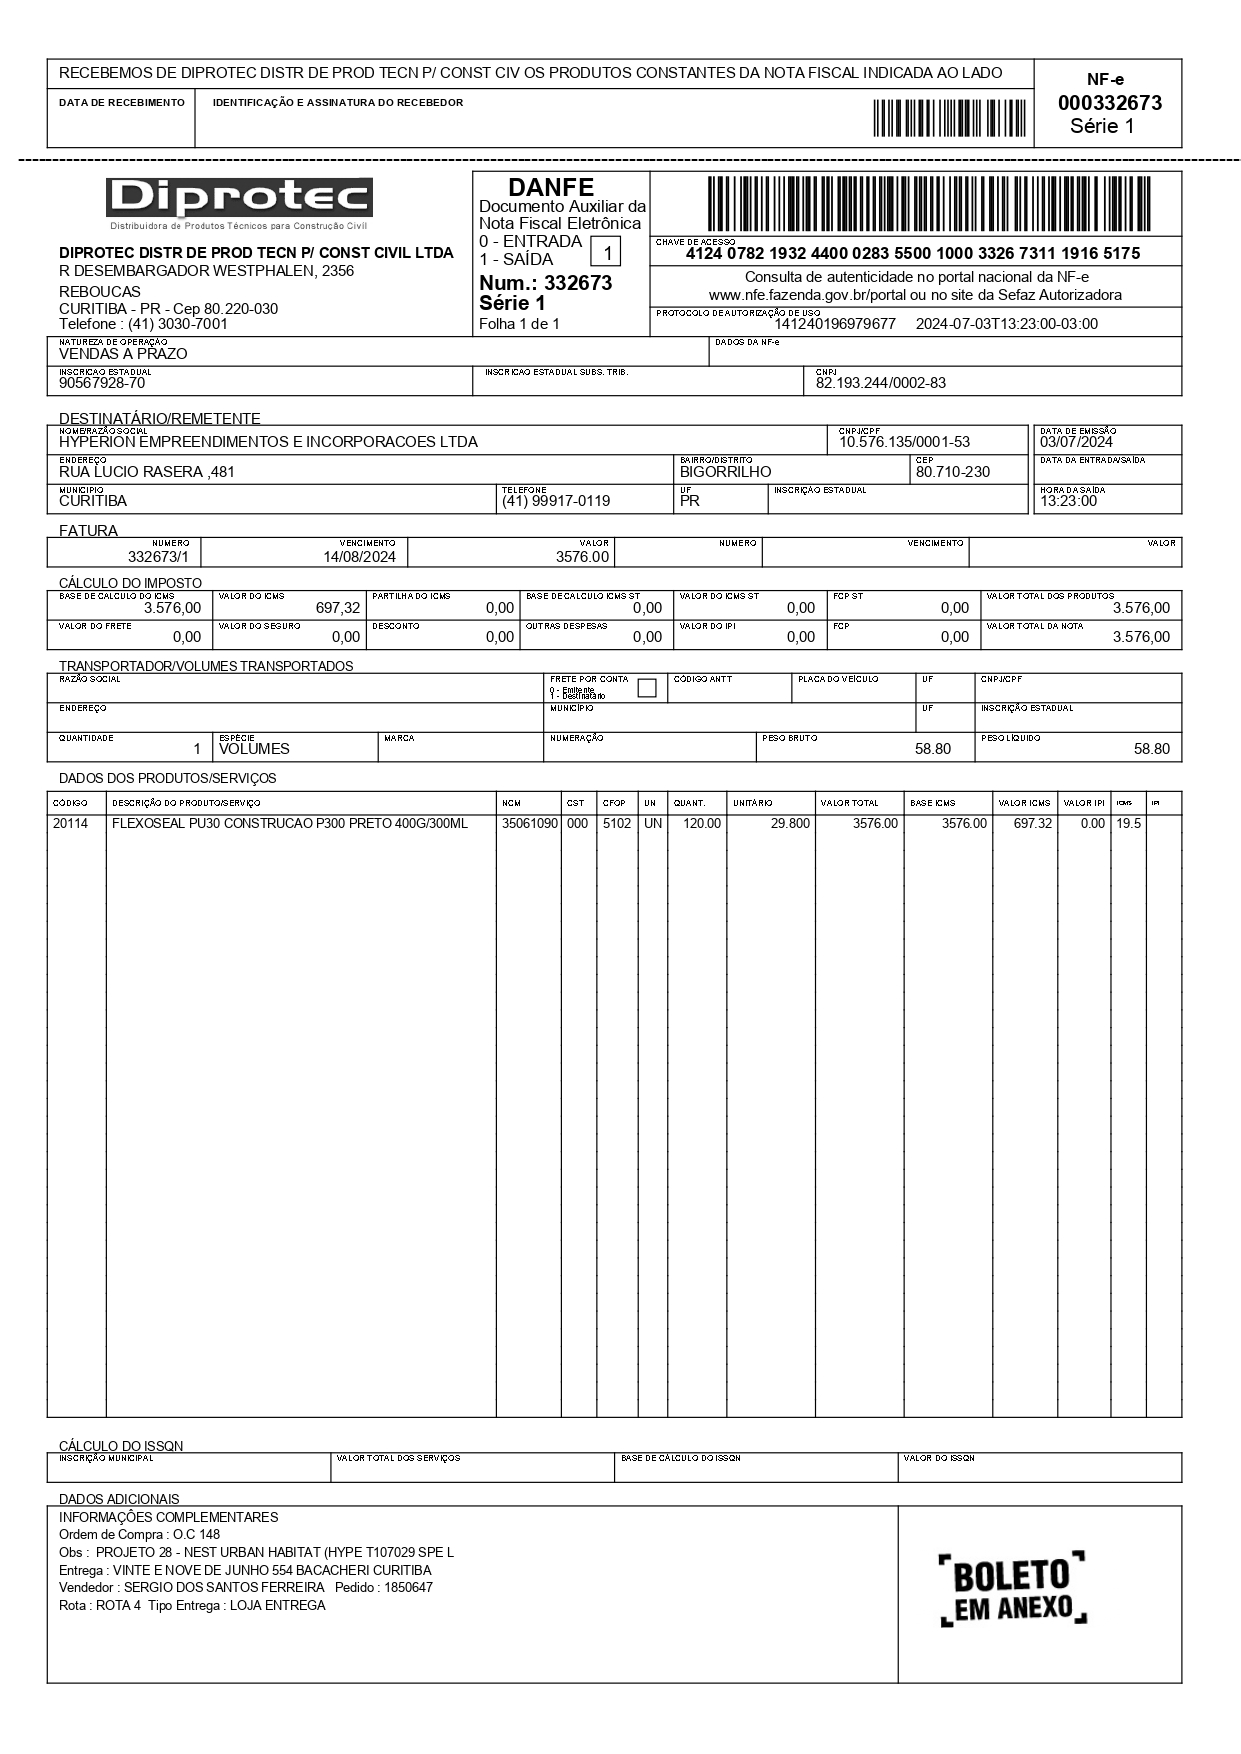 RECEBEMOS DE DIPROTEC DISTR DE PROD TECN P/ CONST CIV OS PRODUTOS CONSTANTES DA NOTA FISCAL INDICADA AO LADO
DATA DE RECEBIMENTO
IDENTIFICAÇÃO E ASSINATURA DO RECEBEDOR
NF-e
000332673
Série 1
Diprotec
Distribuidora de Produtos Técnicos para Construção Civil
DIPROTEC DISTR DE PROD TECN P/ CONST CIVIL LTDA
R DESEMBARGADOR WESTPHALEN, 2356
REBOUCAS
CURITIBA - PR - Cep 80.220-030
Telefone : (41) 3030-7001
DANFE
Documento Auxiliar da
Nota Fiscal Eletrônica
0 - ENTRADA
1 - SAÍDA
1
Num.: 332673
Série 1
Folha 1 de 1
CHAVE DE ACESSO
4124 0782 1932 4400 0283 5500 1000 3326 7311 1916 5175
Consulta de autenticidade no portal nacional da NF-e
www.nfe.fazenda.gov.br/portal ou no site da Sefaz Autorizadora
PROTOCOLO DE AUTORIZAÇÃO DE USO
141240196979677 2024-07-03T13:23:00-03:00
NATUREZA DE OPERAÇÃO
VENDAS A PRAZO
DADOS DA NF-e
INSCRICAO ESTADUAL
90567928-70
INSCRICAO ESTADUAL SUBS. TRIB.
CNPJ
82.193.244/0002-83
DESTINATÁRIO/REMETENTE
NOME/RAZÃO SOCIAL
HYPERION EMPREENDIMENTOS E INCORPORACOES LTDA
CNPJ/CPF
10.576.135/0001-53
DATA DE EMISSÃO
03/07/2024
ENDEREÇO
RUA LUCIO RASERA ,481
BAIRRO/DISTRITO
BIGORRILHO
CEP
80.710-230
DATA DA ENTRADA/SAÍDA
MUNICIPIO
CURITIBA
TELEFONE
(41) 99917-0119
UF
PR
INSCRIÇÃO ESTADUAL
HORA DA SAÍDA
13:23:00
FATURA
NUMERO VENCIMENTO VALOR NUMERO VENCIMENTO VALOR
332673/1 14/08/2024 3576.00
CÁLCULO DO IMPOSTO
BASE DE CALCULO DO ICMS VALOR DO ICMS PARTILHA DO ICMS BASE DE CALCULO ICMS ST VALOR DO ICMS ST FCP ST VALOR TOTAL DOS PRODUTOS
3.576,00 697,32 0,00 0,00 0,00 0,00 3.576,00
VALOR DO FRETE VALOR DO SEGURO DESCONTO OUTRAS DESPESAS VALOR DO IPI FCP VALOR TOTAL DA NOTA
0,00 0,00 0,00 0,00 0,00 0,00 3.576,00
TRANSPORTADOR/VOLUMES TRANSPORTADOS
RAZÃO SOCIAL
FRETE POR CONTA
0 - Emitente
1 - Destinatário
CÓDIGO ANTT
PLACA DO VEÍCULO
UF
CNPJ/CPF
ENDEREÇO
MUNICÍPIO
UF
INSCRIÇÃO ESTADUAL
QUANTIDADE
1
ESPÉCIE
VOLUMES
MARCA
NUMERAÇÃO
PESO BRUTO
58.80
PESO LÍQUIDO
58.80
DADOS DOS PRODUTOS/SERVIÇOS
CÓDIGO DESCRIÇÃO DO PRODUTO/SERVIÇO NCM CST CFOP UN QUANT. UNITÁRIO VALOR TOTAL BASE ICMS VALOR ICMS VALOR IPI ICMS IPI
20114 FLEXOSEAL PU30 CONSTRUCAO P300 PRETO 400G/300ML 35061090 000 5102 UN 120.00 29.800 3576.00 3576.00 697.32 0.00 19.5
CÁLCULO DO ISSQN
INSCRIÇÃO MUNICIPAL
VALOR TOTAL DOS SERVIÇOS
BASE DE CÁLCULO DO ISSQN
VALOR DO ISSQN
DADOS ADICIONAIS
INFORMAÇÕES COMPLEMENTARES
Ordem de Compra : O.C 148
Obs : PROJETO 28 - NEST URBAN HABITAT (HYPE T107029 SPE L
Entrega : VINTE E NOVE DE JUNHO 554 BACACHERI CURITIBA
Vendedor : SERGIO DOS SANTOS FERREIRA Pedido : 1850647
Rota : ROTA 4 Tipo Entrega : LOJA ENTREGA
BOLETO
EM ANEXO